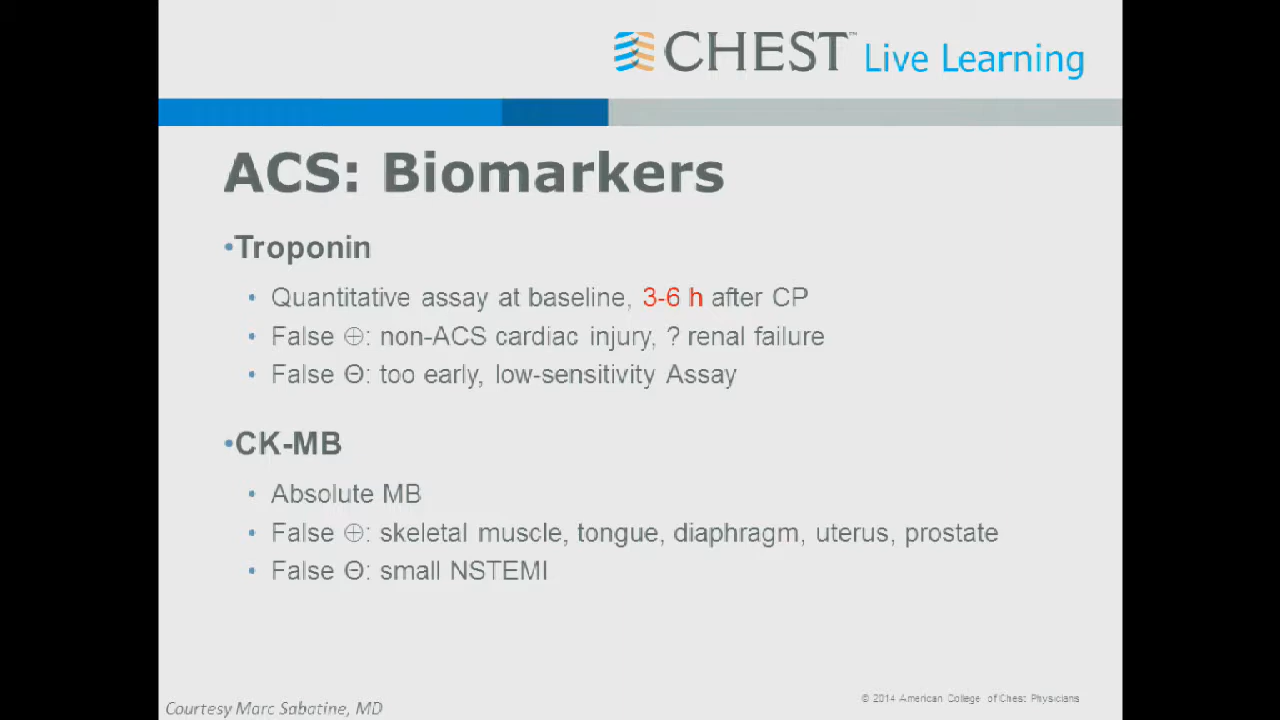 CHEST™ Live Learning
ACS: Biomarkers
•Troponin
• Quantitative assay at baseline, 3-6 h after CP
• False ⊕: non-ACS cardiac injury, ? renal failure
• False Θ: too early, low-sensitivity Assay
•CK-MB
• Absolute MB
• False ⊕: skeletal muscle, tongue, diaphragm, uterus, prostate
• False Θ: small NSTEMI
Courtesy Marc Sabatine, MD
© 2014 American College of Chest Physicians